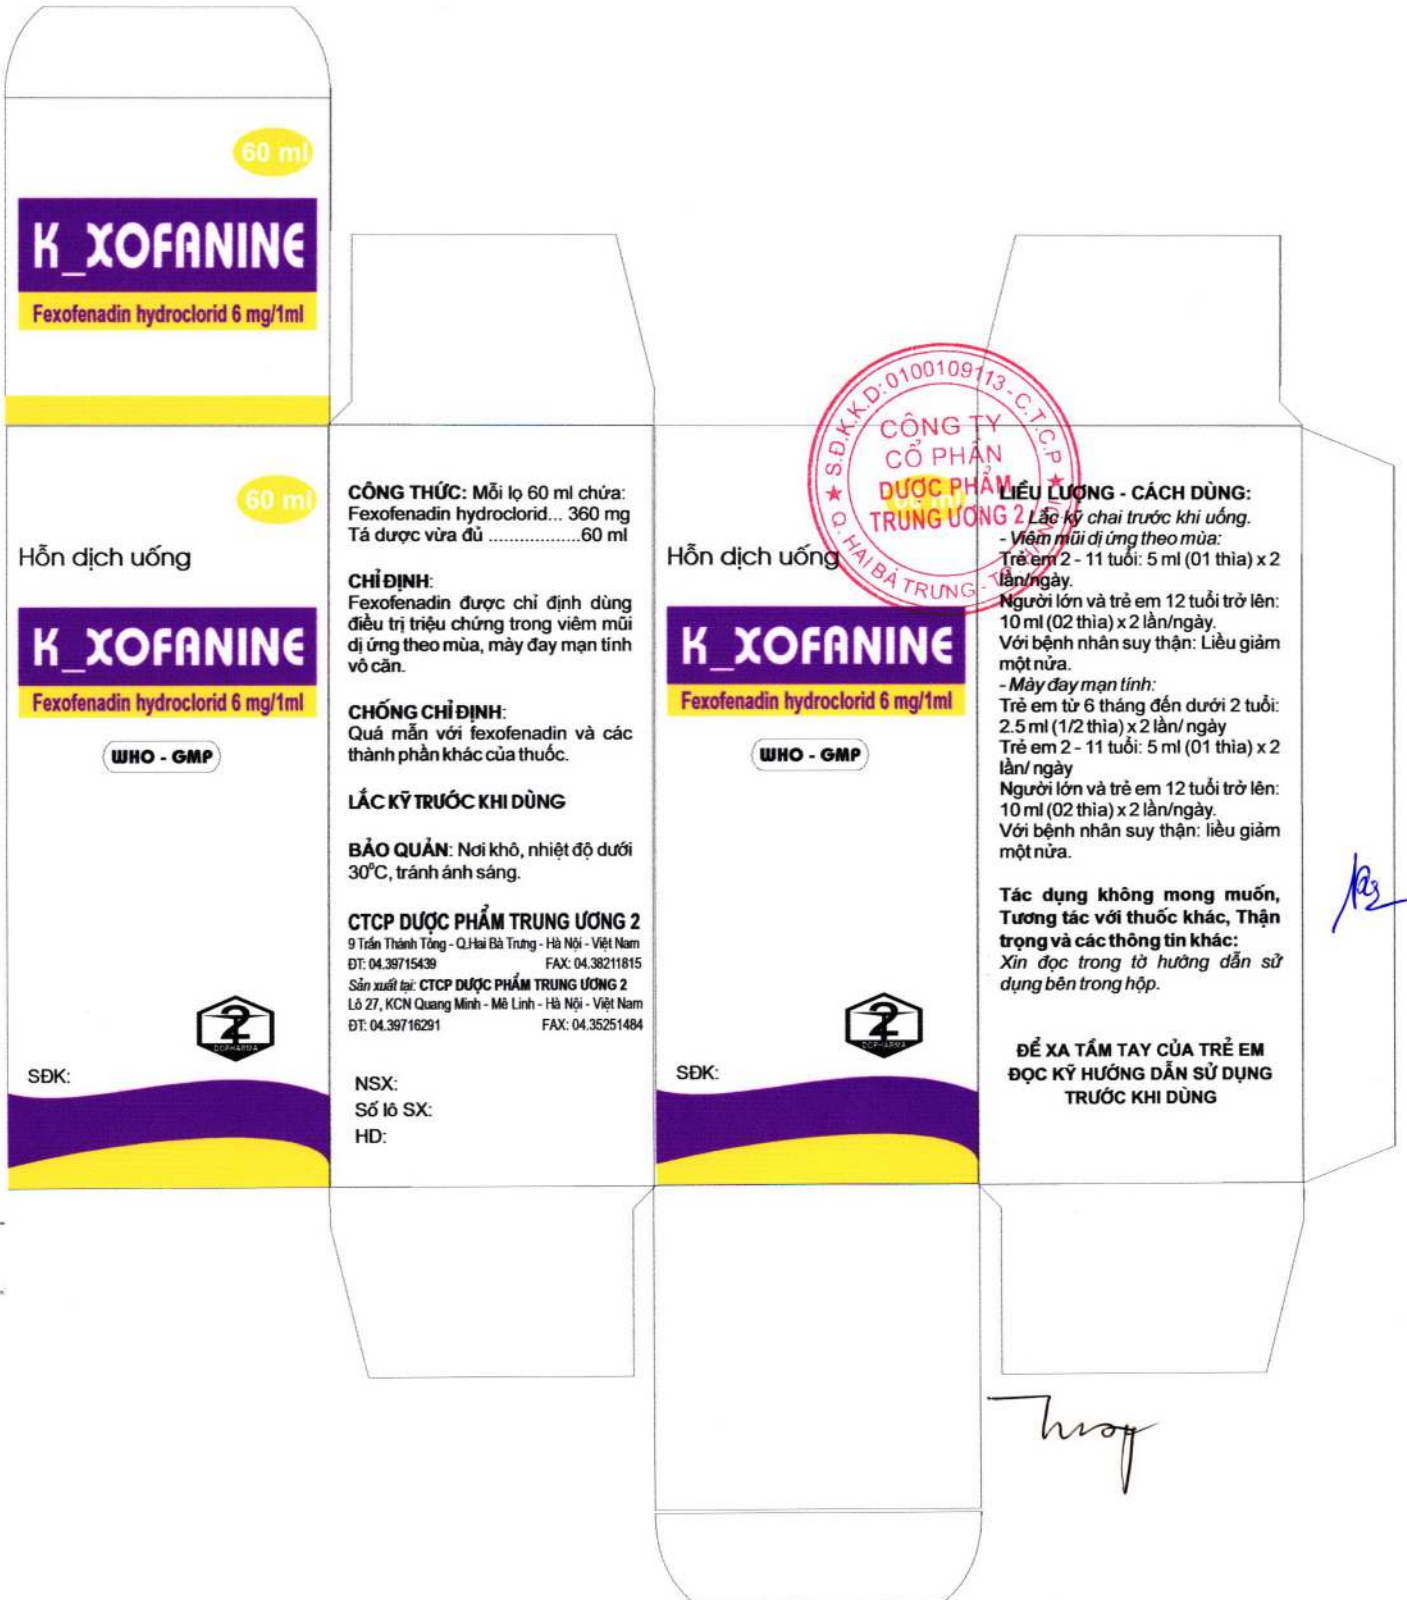 60 ml
K_XOFANINE
Fexofenadin hydroclorid 6 mg/1ml
60 ml
Hỗn dịch uống
K_XOFANINE
Fexofenadin hydroclorid 6 mg/1ml
WHO - GMP
2
DOPHARMA
SĐK:
CÔNG THỨC: Mỗi lọ 60 ml chứa:
Fexofenadin hydroclorid... 360 mg
Tá dược vừa đủ ..................60 ml
CHỈ ĐỊNH:
Fexofenadin được chỉ định dùng
điều trị triệu chứng trong viêm mũi
dị ứng theo mùa, mày đay mạn tính
vô căn.
CHỐNG CHỈ ĐỊNH:
Quá mẫn với fexofenadin và các
thành phần khác của thuốc.
LẮC KỸ TRƯỚC KHI DÙNG
BẢO QUẢN: Nơi khô, nhiệt độ dưới
30⁰C, tránh ánh sáng.
CTCP DƯỢC PHẨM TRUNG ƯƠNG 2
9 Trần Thánh Tông - Q.Hai Bà Trưng - Hà Nội - Việt Nam
ĐT: 04.39715439 FAX: 04.38211815
Sản xuất tại: CTCP DƯỢC PHẨM TRUNG ƯƠNG 2
Lô 27, KCN Quang Minh - Mê Linh - Hà Nội - Việt Nam
ĐT: 04.39716291 FAX: 04.35251484
NSX:
Số lô SX:
HD:
S.Đ.K.K.D: 0100109113 - C.T.C.P
CÔNG TY
CỔ PHẦN
DƯỢC PHẨM
TRUNG ƯƠNG 2
Q. HAI BÀ TRƯNG - TP. HÀ NỘI
60 ml
Hỗn dịch uống
K_XOFANINE
Fexofenadin hydroclorid 6 mg/1ml
WHO - GMP
2
DOPHARMA
SĐK:
LIỀU LƯỢNG - CÁCH DÙNG:
Lắc kỹ chai trước khi uống.
- Viêm mũi dị ứng theo mùa:
Trẻ em 2 - 11 tuổi: 5 ml (01 thìa) x 2
lần/ngày.
Người lớn và trẻ em 12 tuổi trở lên:
10 ml (02 thìa) x 2 lần/ngày.
Với bệnh nhân suy thận: Liều giảm
một nửa.
- Mày đay mạn tính:
Trẻ em từ 6 tháng đến dưới 2 tuổi:
2.5 ml (1/2 thìa) x 2 lần/ ngày
Trẻ em 2 - 11 tuổi: 5 ml (01 thìa) x 2
lần/ ngày
Người lớn và trẻ em 12 tuổi trở lên:
10 ml (02 thìa) x 2 lần/ngày.
Với bệnh nhân suy thận: liều giảm
một nửa.
Tác dụng không mong muốn,
Tương tác với thuốc khác, Thận
trọng và các thông tin khác:
Xin đọc trong tờ hướng dẫn sử
dụng bên trong hộp.
ĐỂ XA TẦM TAY CỦA TRẺ EM
ĐỌC KỸ HƯỚNG DẪN SỬ DỤNG
TRƯỚC KHI DÙNG